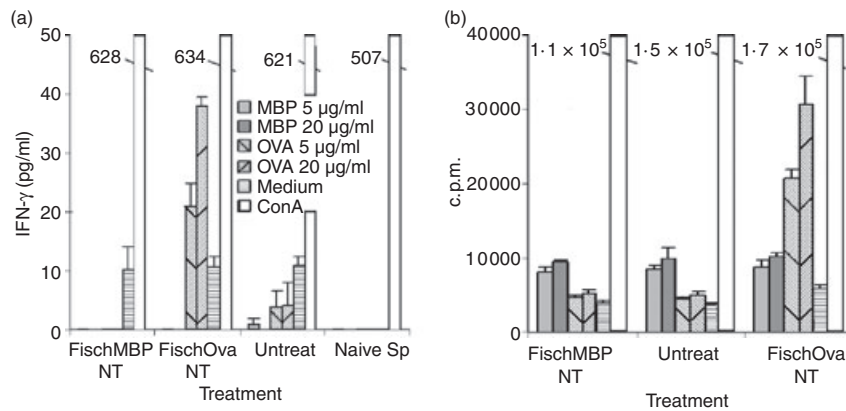 (a)
50
40
30
20
10
0
IFN-γ (pg/ml)
628
634
621
507
MBP 5 µg/ml
MBP 20 µg/ml
OVA 5 µg/ml
OVA 20 µg/ml
Medium
ConA
FischMBP NT
FischOva NT
Untreat
Naive Sp
Treatment
(b)
40000
30000
20000
10000
0
c.p.m.
1·1 × 10⁵
1·5 × 10⁵
1·7 × 10⁵
FischMBP NT
Untreat
FischOva NT
Treatment